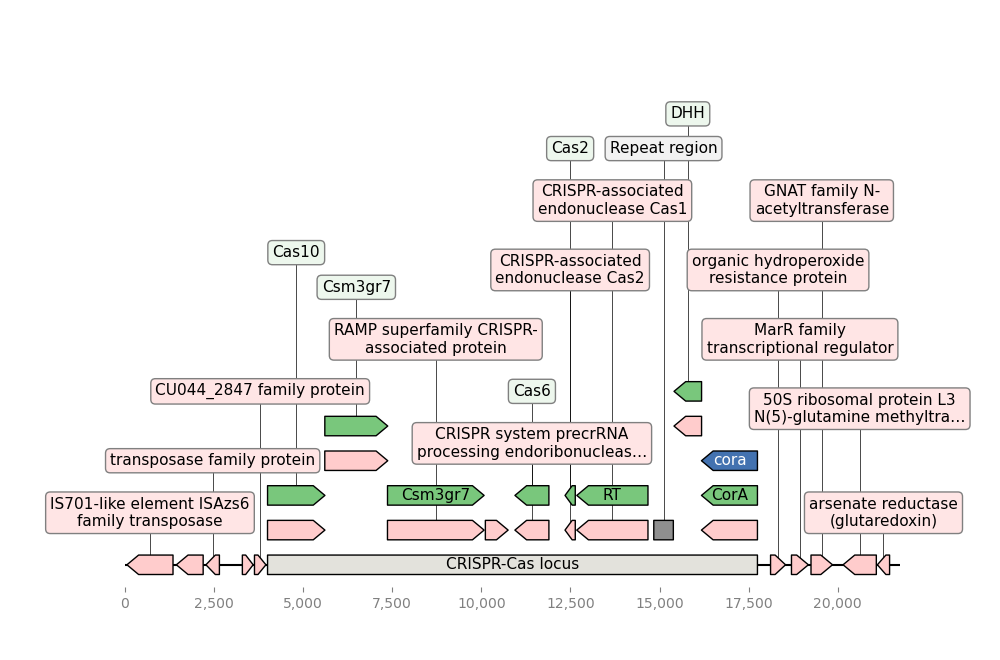 DHH
Cas2
Repeat region
CRISPR-associated
endonuclease Cas1
GNAT family N-
acetyltransferase
Cas10
CRISPR-associated
endonuclease Cas2
organic hydroperoxide
resistance protein
Csm3gr7
RAMP superfamily CRISPR-
associated protein
MarR family
transcriptional regulator
CU044_2847 family protein
Cas6
50S ribosomal protein L3
N(5)-glutamine methyltra…
CRISPR system precrRNA
processing endoribonucleas…
transposase family protein
cora
IS701-like element ISAzs6
family transposase
Csm3gr7
RT
CorA
arsenate reductase
(glutaredoxin)
CRISPR-Cas locus
0 2,500 5,000 7,500 10,000 12,500 15,000 17,500 20,000